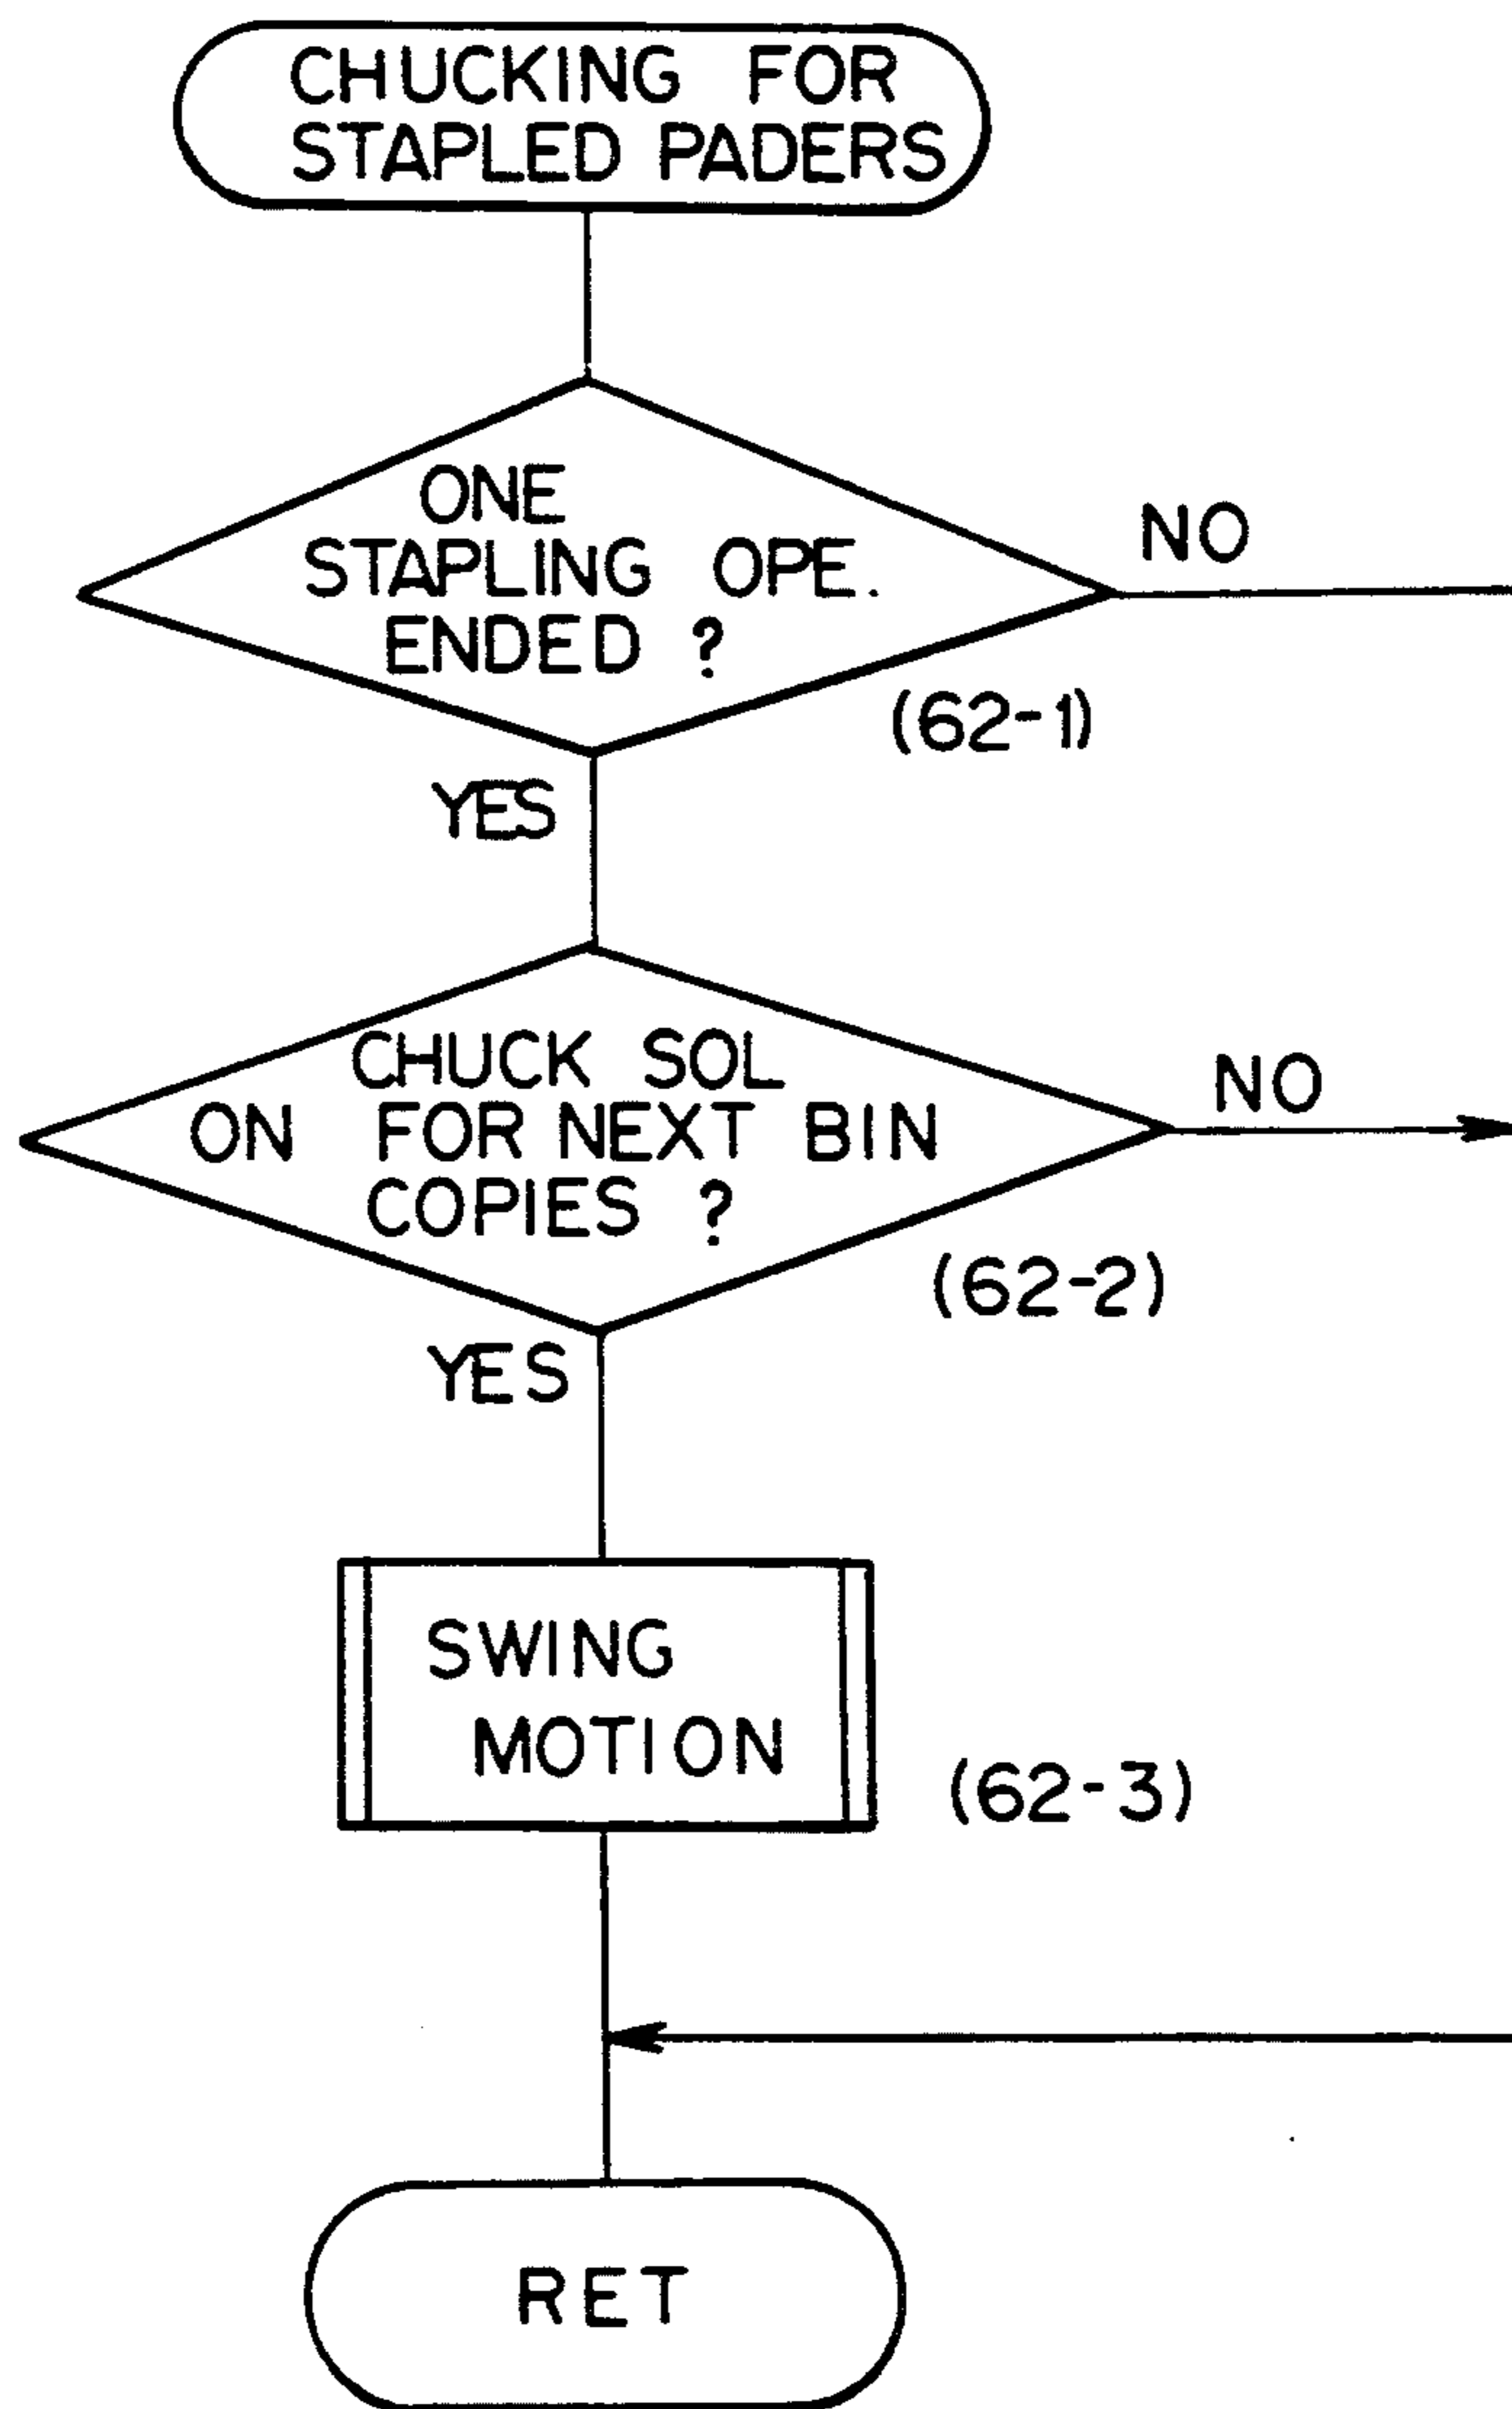 CHUCKING FOR
STAPLED PADERS
ONE
STAPLING OPE.
ENDED ?
NO
(62-1)
YES
CHUCK SOL
ON FOR NEXT BIN
COPIES ?
NO
(62-2)
YES
SWING
MOTION
(62-3)
RET